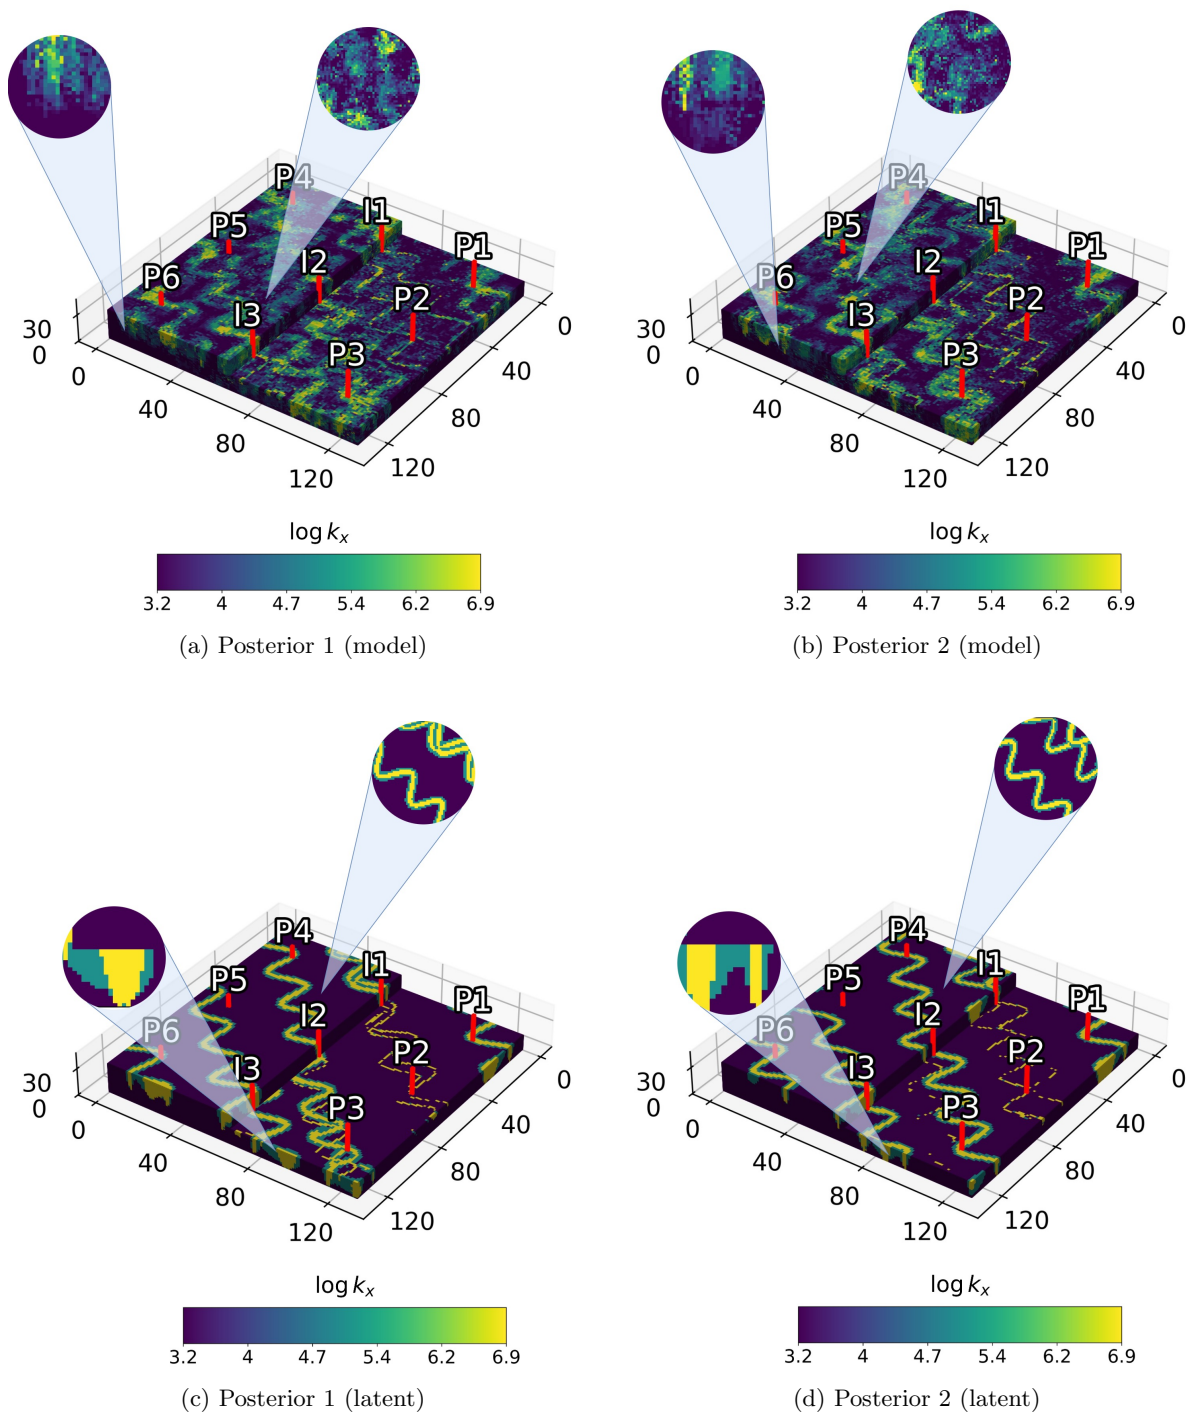 P4
I1
P5
P1
I2
P6
P2
I3
P3
30
0
0
0
40
40
80
80
120
120
log k_x
3.2 4 4.7 5.4 6.2 6.9
(a) Posterior 1 (model)
P4
I1
P5
P1
I2
P6
P2
I3
P3
30
0
0
0
40
40
80
80
120
120
log k_x
3.2 4 4.7 5.4 6.2 6.9
(b) Posterior 2 (model)
P4
I1
P5
P1
I2
P6
P2
I3
P3
30
0
0
0
40
40
80
80
120
120
log k_x
3.2 4 4.7 5.4 6.2 6.9
(c) Posterior 1 (latent)
P4
I1
P5
P1
I2
P6
P2
I3
P3
30
0
0
0
40
40
80
80
120
120
log k_x
3.2 4 4.7 5.4 6.2 6.9
(d) Posterior 2 (latent)